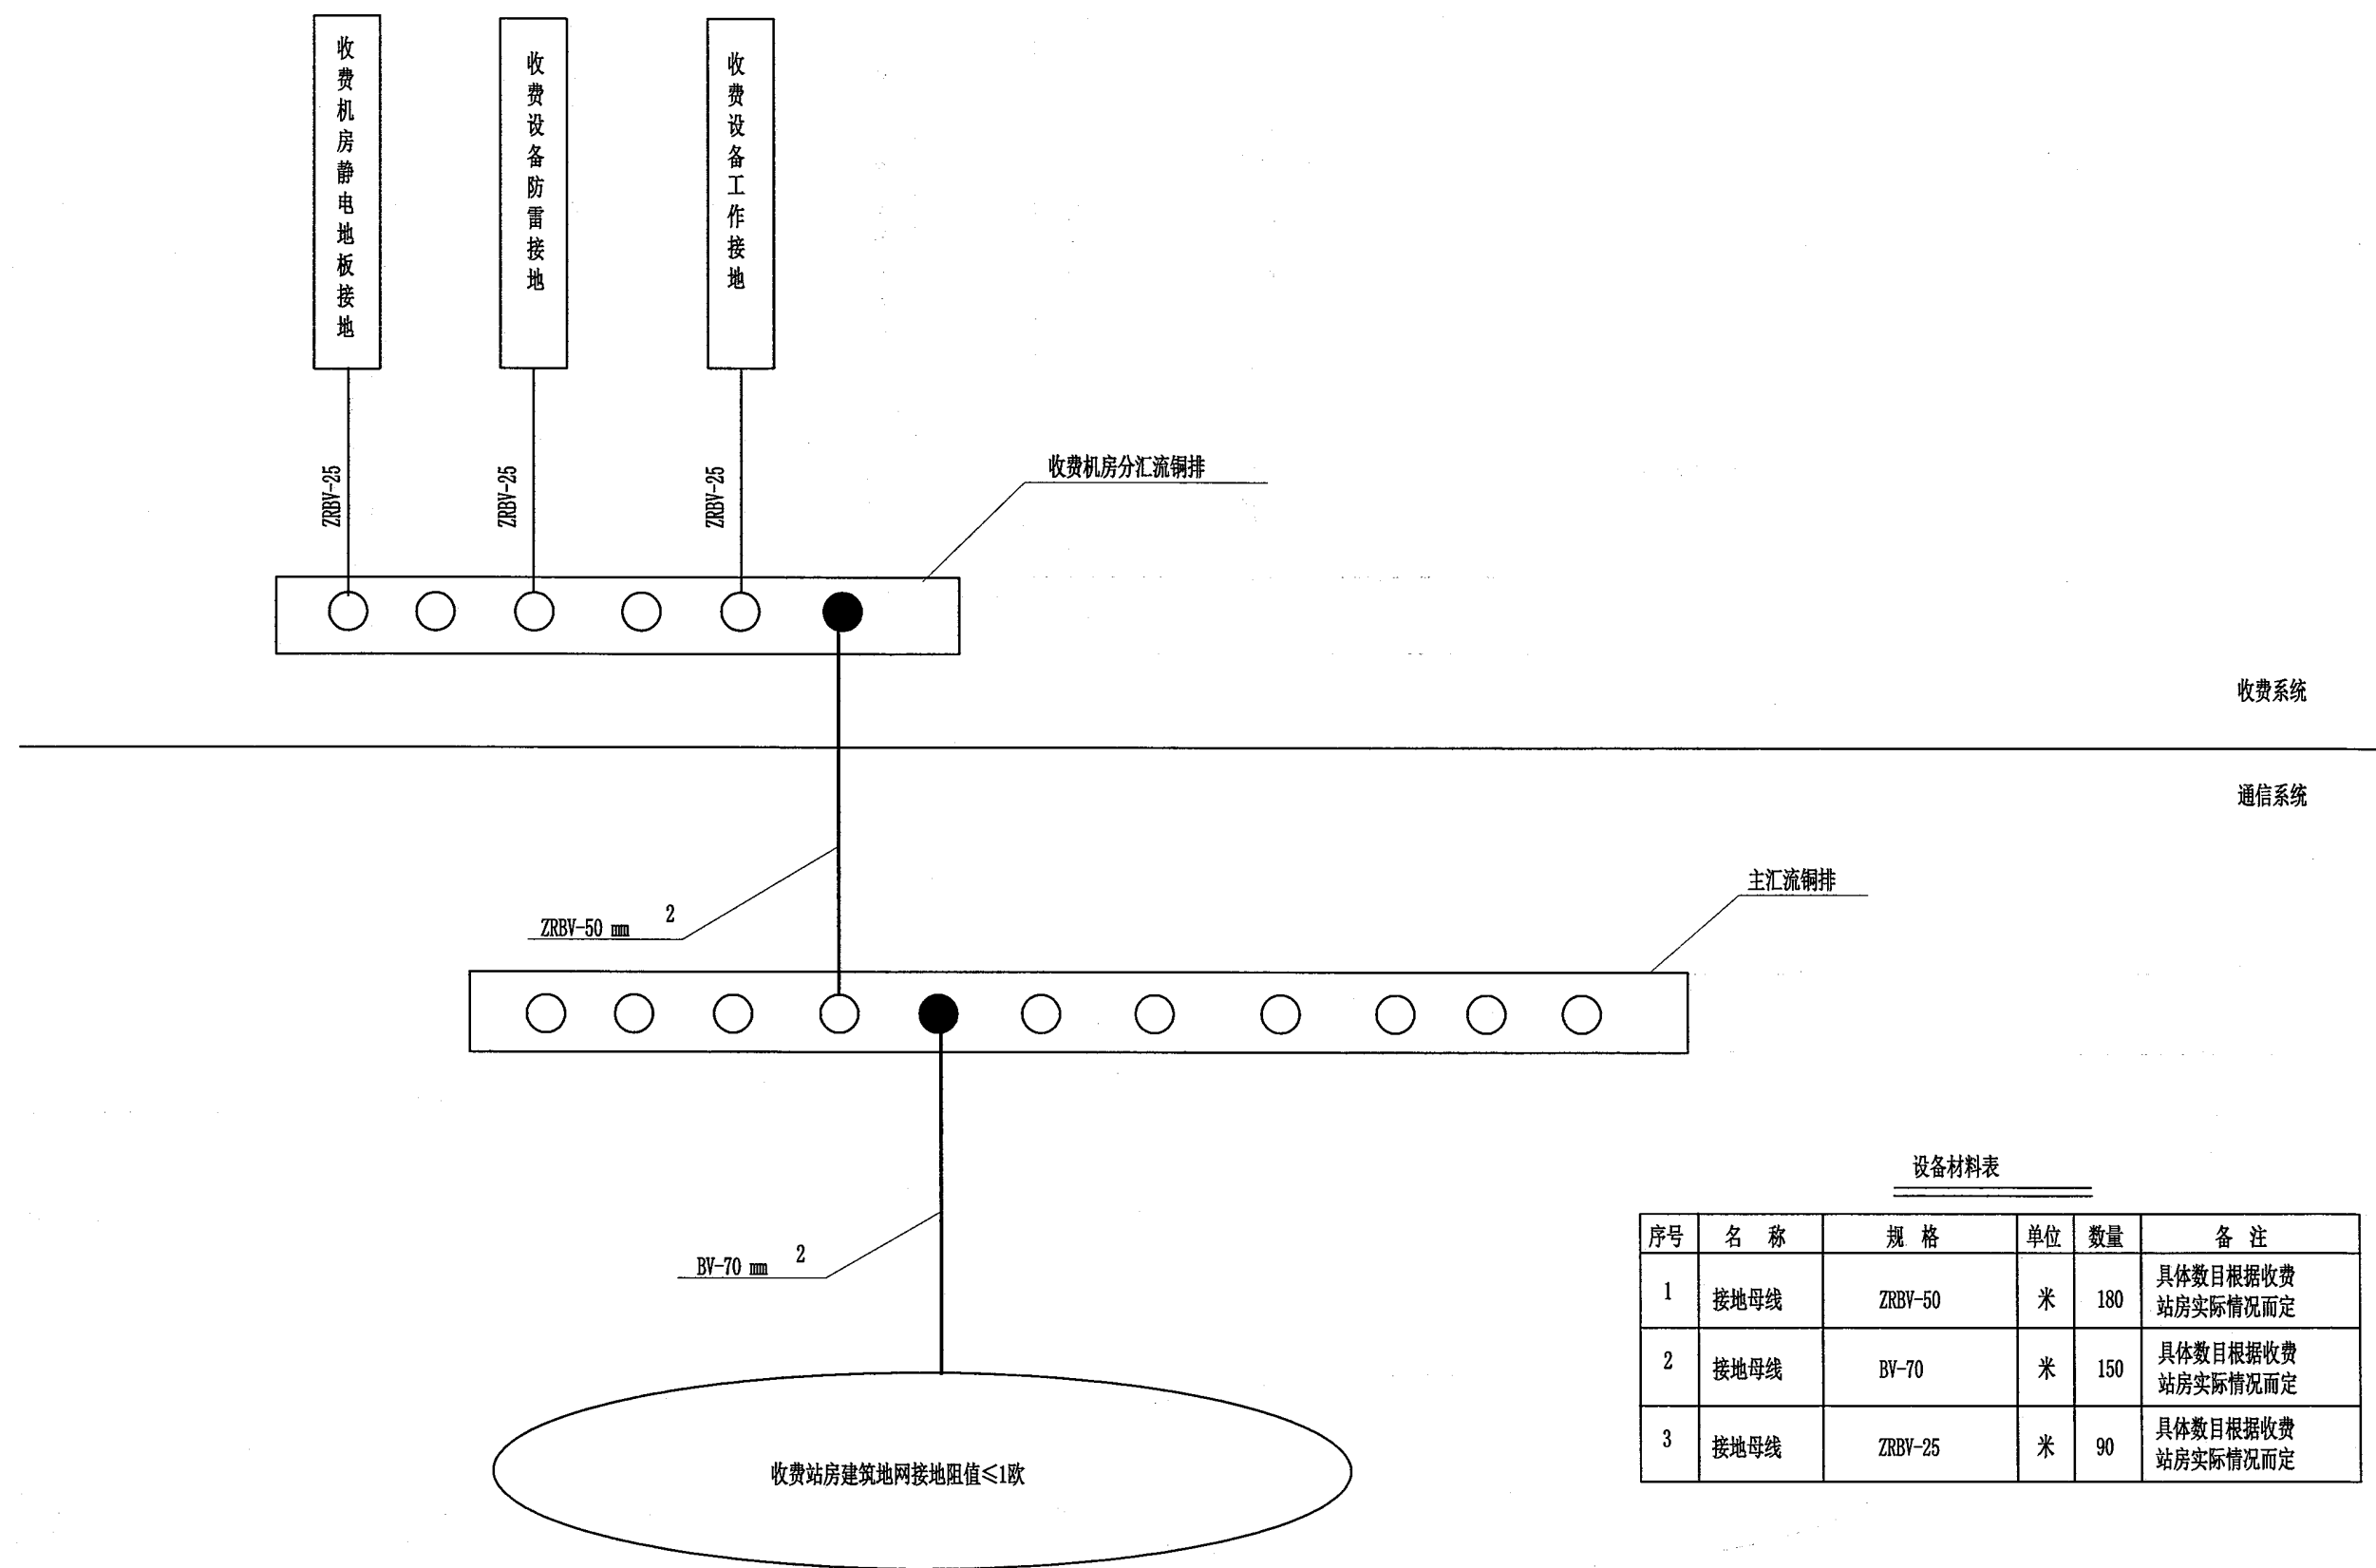 收费机房静电地板接地
收费设备防雷接地
收费设备工作接地
ZRBV-25
ZRBV-25
ZRBV-25
收费机房分汇流铜排
收费系统
通信系统
主汇流铜排
ZRBV-50 mm 2
BV-70 mm 2
收费站房建筑地网接地阻值≤1欧
设备材料表
序号 名 称 规 格 单位 数量 备 注
1 接地母线 ZRBV-50 米 180 具体数目根据收费
站房实际情况而定
2 接地母线 BV-70 米 150 具体数目根据收费
站房实际情况而定
3 接地母线 ZRBV-25 米 90 具体数目根据收费
站房实际情况而定